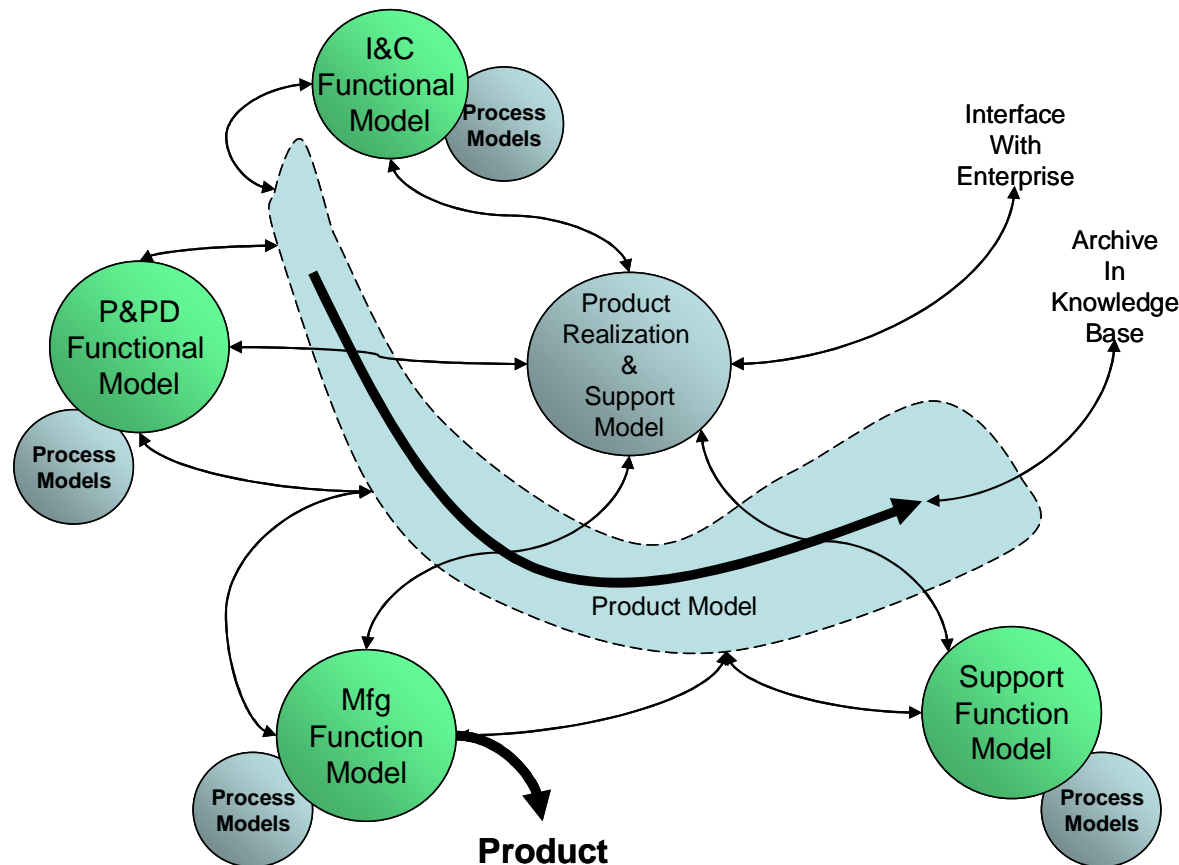 I&C
Functional
Model
Process
Models
Interface
With
Enterprise
Archive
In
Knowledge
Base
P&PD
Functional
Model
Process
Models
Product
Realization
&
Support
Model
Product Model
Mfg
Function
Model
Process
Models
Support
Function
Model
Process
Models
Product